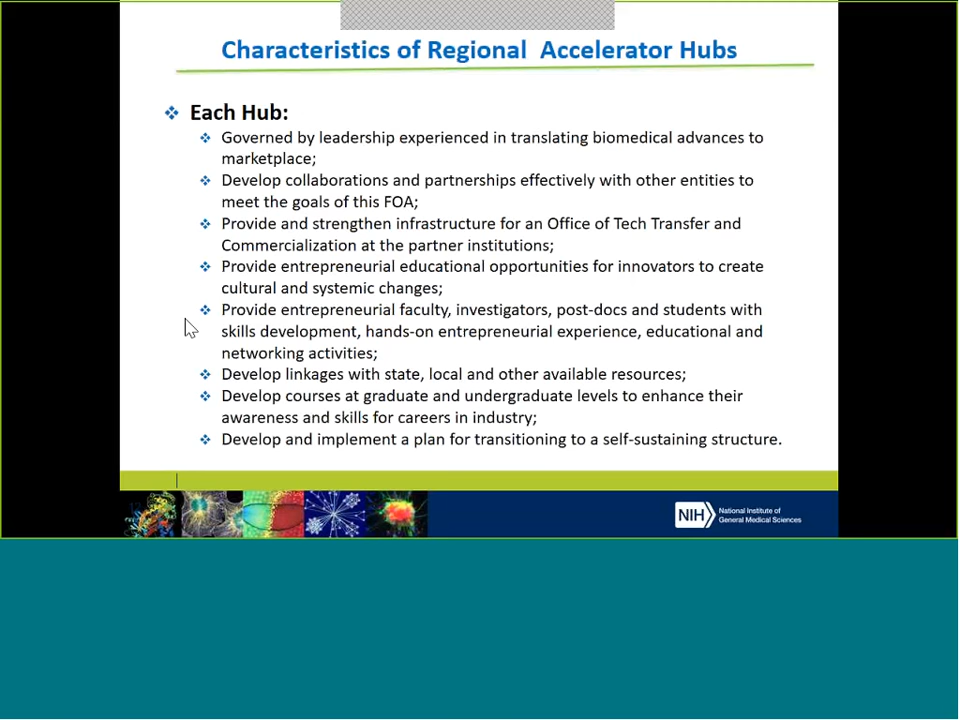 Characteristics of Regional Accelerator Hubs
Each Hub:
Governed by leadership experienced in translating biomedical advances to
marketplace;
Develop collaborations and partnerships effectively with other entities to
meet the goals of this FOA;
Provide and strengthen infrastructure for an Office of Tech Transfer and
Commercialization at the partner institutions;
Provide entrepreneurial educational opportunities for innovators to create
cultural and systemic changes;
Provide entrepreneurial faculty, investigators, post-docs and students with
skills development, hands-on entrepreneurial experience, educational and
networking activities;
Develop linkages with state, local and other available resources;
Develop courses at graduate and undergraduate levels to enhance their
awareness and skills for careers in industry;
Develop and implement a plan for transitioning to a self-sustaining structure.
NIH
National Institute of
General Medical Sciences